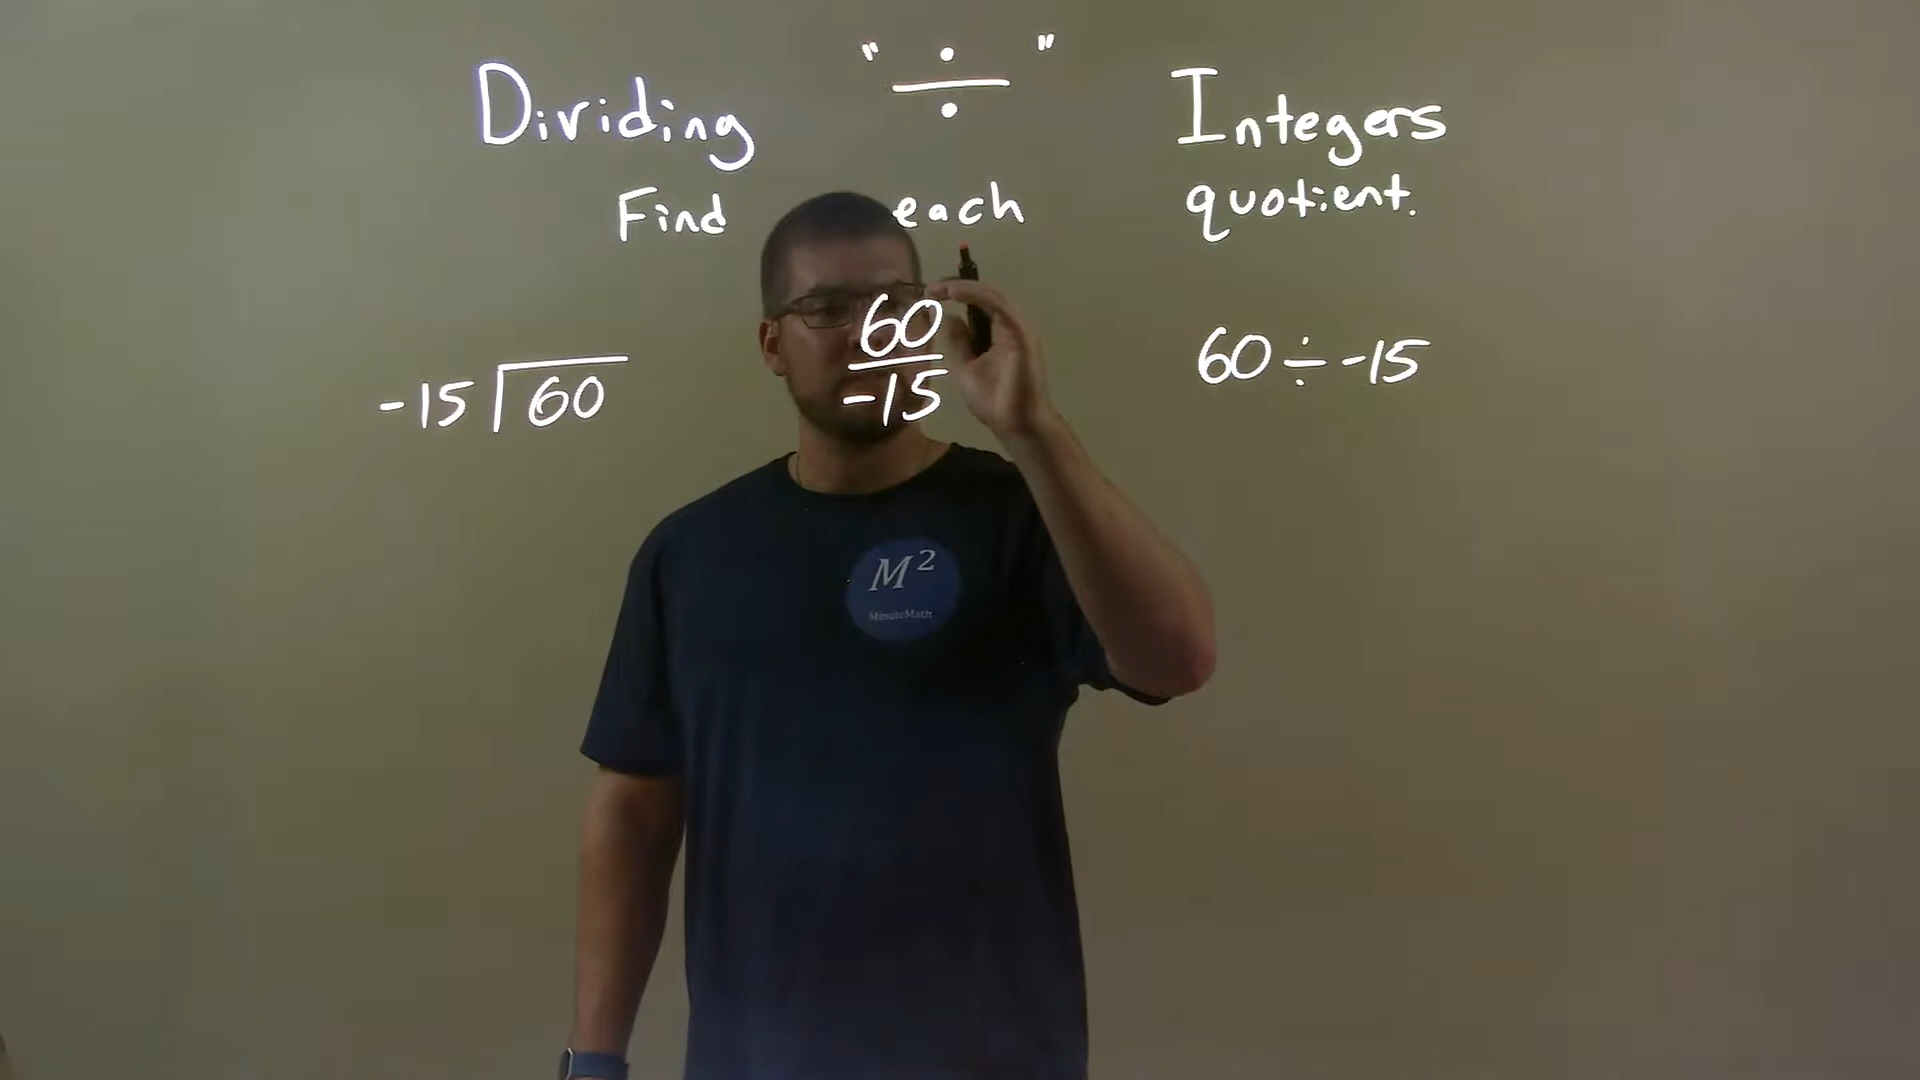 Dividing "÷" Integers
Find each quotient.
-15⟌60
60/-15
60 ÷ -15
M²
MinuteMath